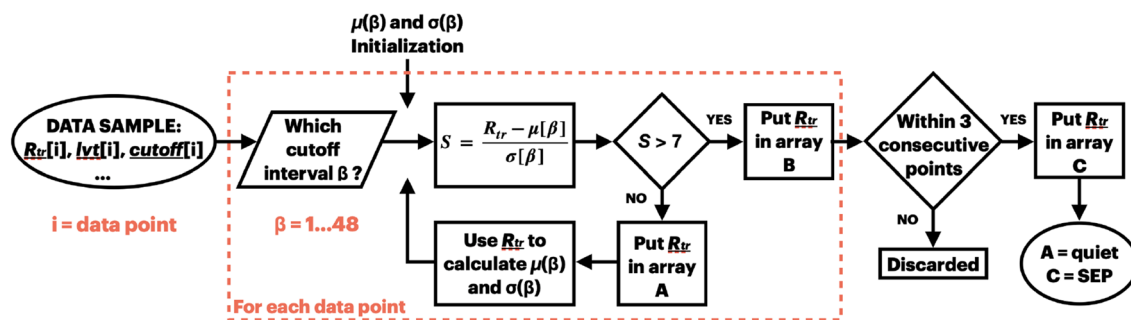 μ(β) and σ(β)
Initialization
DATA SAMPLE:
Rtr[i], lvt[i], cutoff[i]
...
i = data point
Which
cutoff
interval β ?
β = 1...48
S = (Rtr − μ[β]) / σ[β]
S > 7
YES
NO
Put Rtr
in array
B
Use Rtr to
calculate μ(β)
and σ(β)
Put Rtr
in array
A
For each data point
Within 3
consecutive
points
YES
NO
Discarded
Put Rtr
in array
C
A = quiet
C = SEP